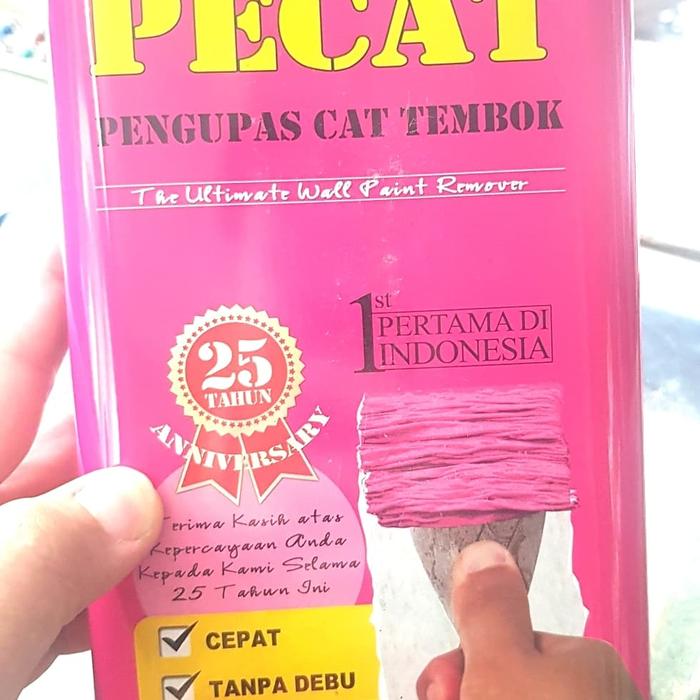 PECAT
PENGUPAS CAT TEMBOK
The Ultimate Wall Paint Remover
1st PERTAMA DI
INDONESIA
25
TAHUN
ANNIVERSARY
Terima Kasih atas
Kepercayaan Anda
Kepada Kami Selama
25 Tahun Ini
CEPAT
TANPA DEBU